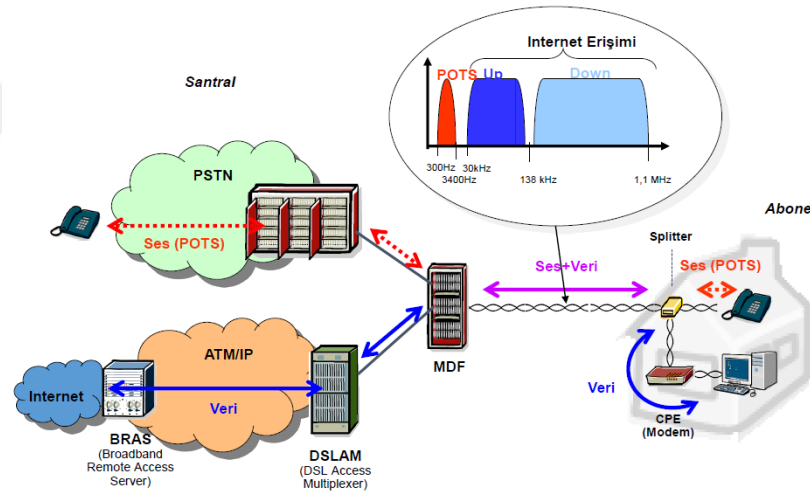 Internet Erişimi
POTS Up Down
300Hz
3400Hz
30kHz
138 kHz
1,1 MHz
Santral
PSTN
Ses (POTS)
Abone
Splitter
Ses+Veri
Ses (POTS)
MDF
ATM/IP
Internet
Veri
BRAS
(Broadband
Remote Access
Server)
DSLAM
(DSL Access
Multiplexer)
Veri
CPE
(Modem)